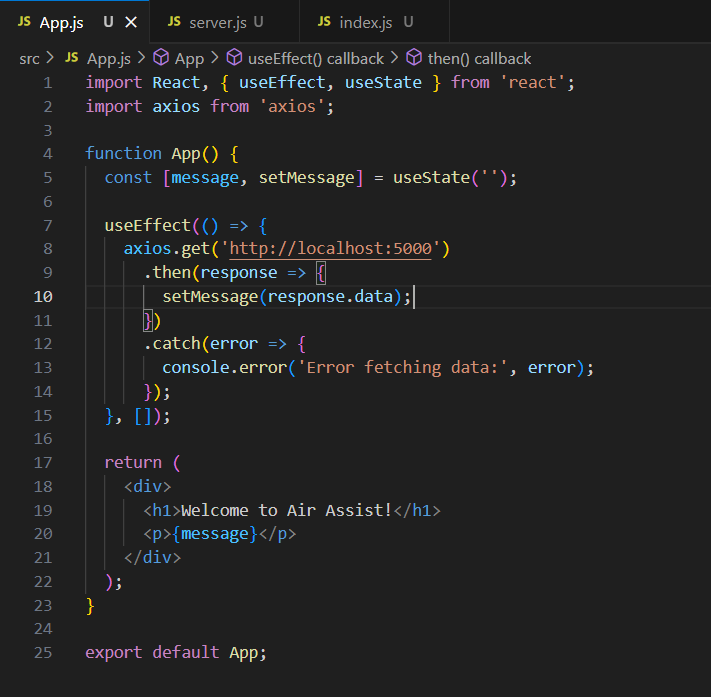 JS App.js U × JS server.js U JS index.js U
src > JS App.js > App > useEffect() callback > then() callback
1 import React, { useEffect, useState } from 'react';
2 import axios from 'axios';
3
4 function App() {
5   const [message, setMessage] = useState('');
6
7   useEffect(() => {
8     axios.get('http://localhost:5000')
9       .then(response => {
10         setMessage(response.data);
11       })
12       .catch(error => {
13         console.error('Error fetching data:', error);
14       });
15   }, []);
16
17   return (
18     <div>
19       <h1>Welcome to Air Assist!</h1>
20       <p>{message}</p>
21     </div>
22   );
23 }
24
25 export default App;